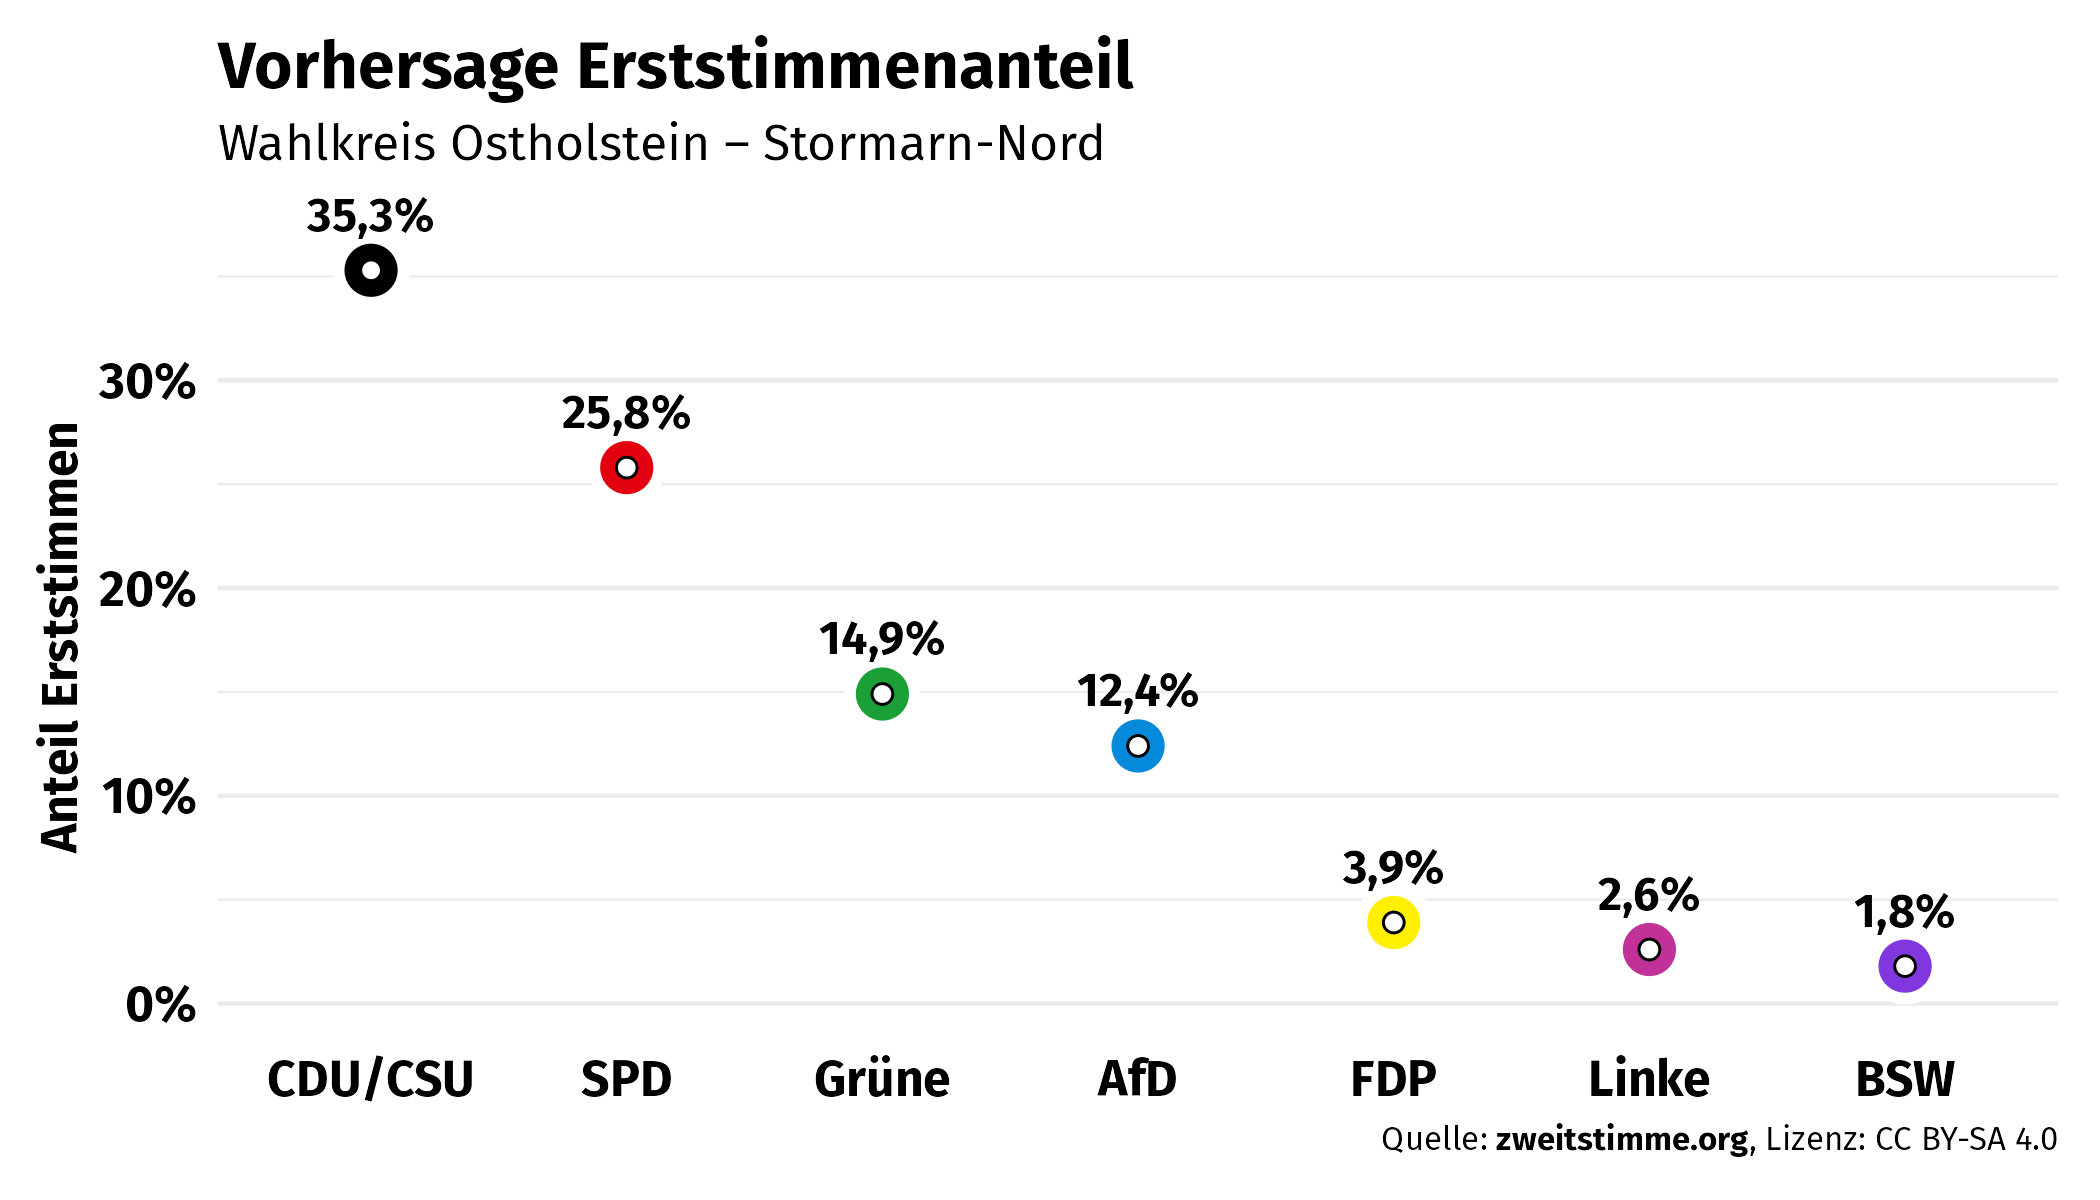 Vorhersage Erststimmenanteil
Wahlkreis Ostholstein – Stormarn-Nord
Anteil Erststimmen
30%
20%
10%
0%
35,3%
25,8%
14,9%
12,4%
3,9%
2,6%
1,8%
CDU/CSU SPD Grüne AfD FDP Linke BSW
Quelle: zweitstimme.org, Lizenz: CC BY-SA 4.0